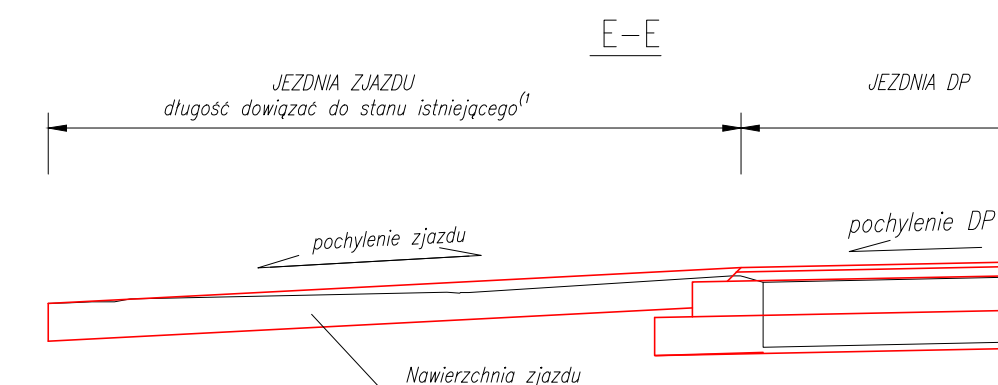 E-E
JEZDNIA ZJAZDU
długość dowiązać do stanu istniejącego(1
JEZDNIA DP
pochylenie zjazdu
pochylenie DP
Nawierzchnia zjazdu